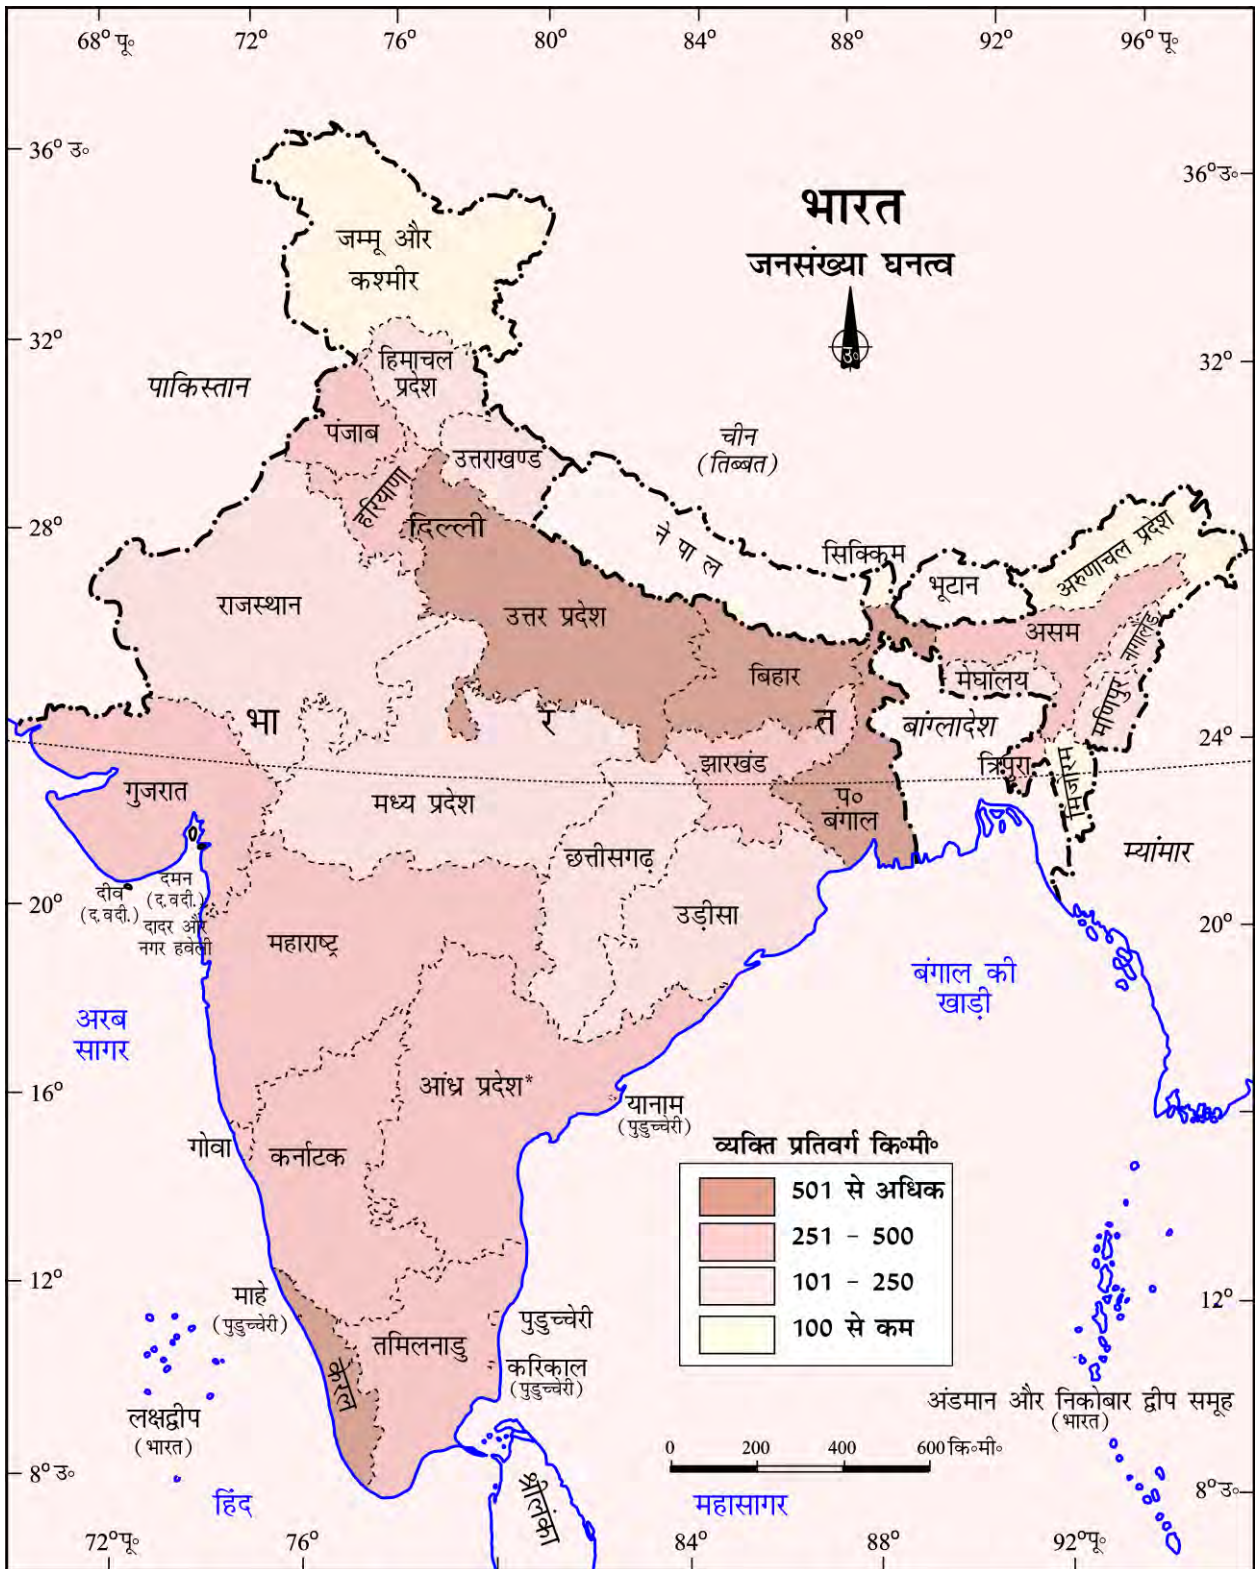 68° पू॰ 72° 76° 80° 84° 88° 92° 96° पू॰
36° उ॰
36° उ॰
भारत
जनसंख्या घनत्व
उ॰
जम्मू और
कश्मीर
32°
32°
हिमाचल
प्रदेश
पाकिस्तान
पंजाब
उत्तराखण्ड
चीन
(तिब्बत)
हरियाणा
दिल्ली
28°
28°
नेपाल
सिक्किम
भूटान
अरुणाचल प्रदेश
राजस्थान
उत्तर प्रदेश
असम
नागालैंड
बिहार
मेघालय
मणिपुर
भा र त
बांग्लादेश
24°
झारखंड
त्रिपुरा
मिज़ोरम
गुजरात
मध्य प्रदेश
प०
बंगाल
छत्तीसगढ़
म्यांमार
दीव
(द.वदी.)
दमन
(द.वदी.)
20°
20°
दादर और
नगर हवेली
महाराष्ट्र
उड़ीसा
बंगाल की
खाड़ी
अरब
सागर
16°
आंध्र प्रदेश*
यानाम
(पुडुच्चेरी)
गोवा
कर्नाटक
व्यक्ति प्रतिवर्ग कि॰मी॰
501 से अधिक
251 - 500
101 - 250
100 से कम
12°
12°
माहे
(पुडुच्चेरी)
पुडुच्चेरी
तमिलनाडु
करिकाल
(पुडुच्चेरी)
केरल
लक्षद्वीप
(भारत)
अंडमान और निकोबार द्वीप समूह
(भारत)
0 200 400 600 कि॰मी॰
8° उ॰
8° उ॰
हिंद
महासागर
श्रीलंका
72° पू॰ 76° 84° 88° 92° पू॰